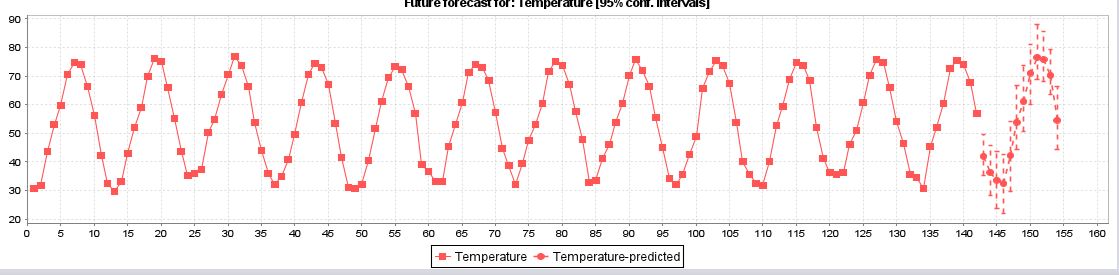 Future forecast for: Temperature [95% conf. intervals]
90
80
70
60
50
40
30
20
0 5 10 15 20 25 30 35 40 45 50 55 60 65 70 75 80 85 90 95 100 105 110 115 120 125 130 135 140 145 150 155 160
Temperature Temperature-predicted